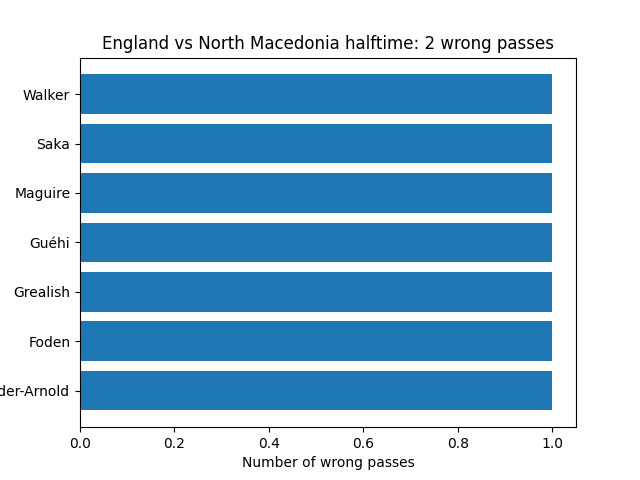 England vs North Macedonia halftime: 2 wrong passes
Walker
Saka
Maguire
Guéhi
Grealish
Foden
der-Arnold
0.0 0.2 0.4 0.6 0.8 1.0
Number of wrong passes